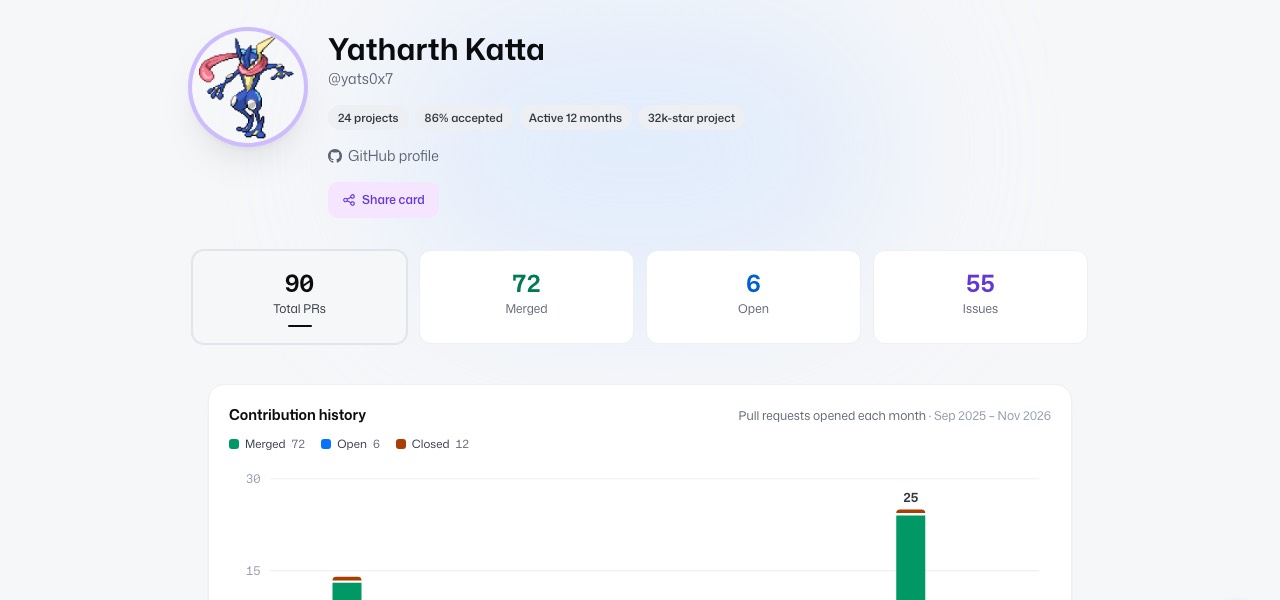 Yatharth Katta
@yats0x7
24 projects 86% accepted Active 12 months 32k-star project
GitHub profile
Share card
90 72 6 55
Total PRs Merged Open Issues
Contribution history Pull requests opened each month · Sep 2025 – Nov 2026
Merged 72 Open 6 Closed 12
30
25
15